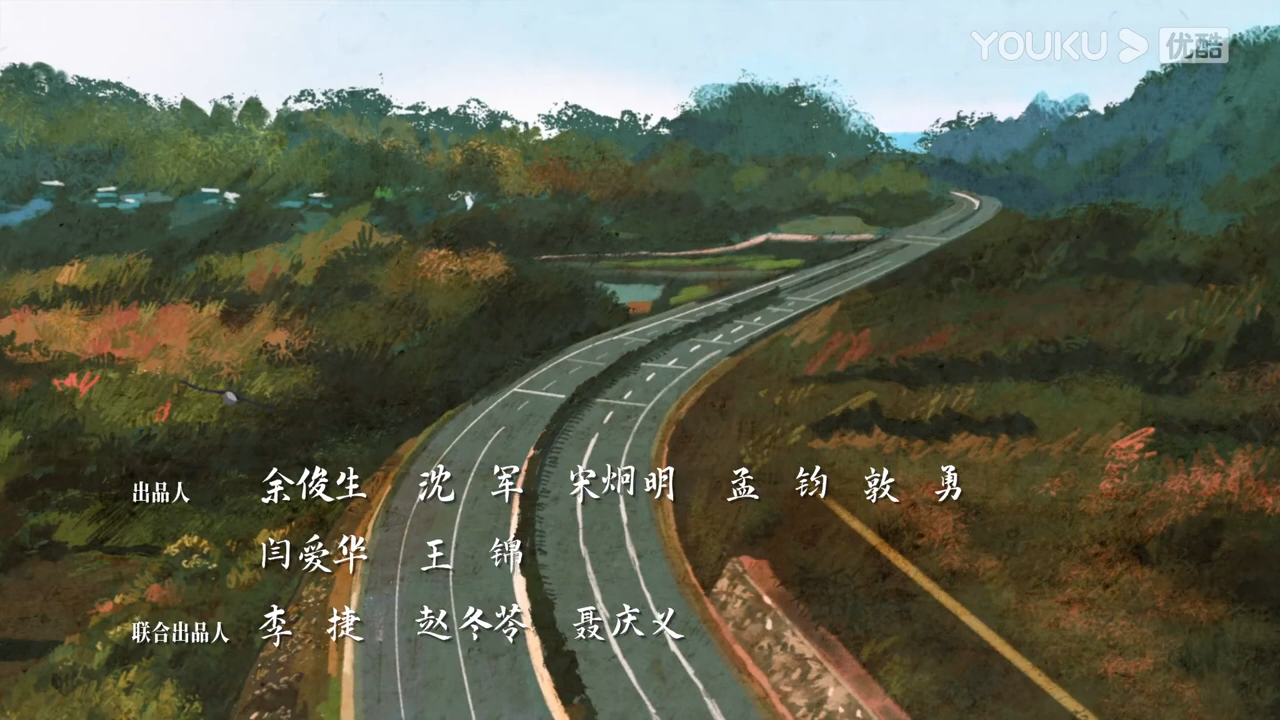 YOUKU 优酷
出品人 余俊生 沈军 宋炯明 孟钧 敦勇
闫爱华 王锦
联合出品人 李捷 赵冬苓 聂庆义